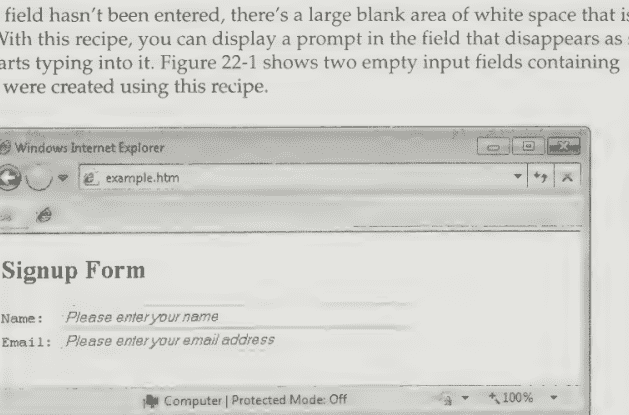 field hasn't been entered, there's a large blank area of white space that is
With this recipe, you can display a prompt in the field that disappears as
arts typing into it. Figure 22-1 shows two empty input fields containing
were created using this recipe.
Windows Internet Explorer
example.htm
Signup Form
Name: Please enter your name
Email: Please enter your email address
Computer | Protected Mode: Off
100%